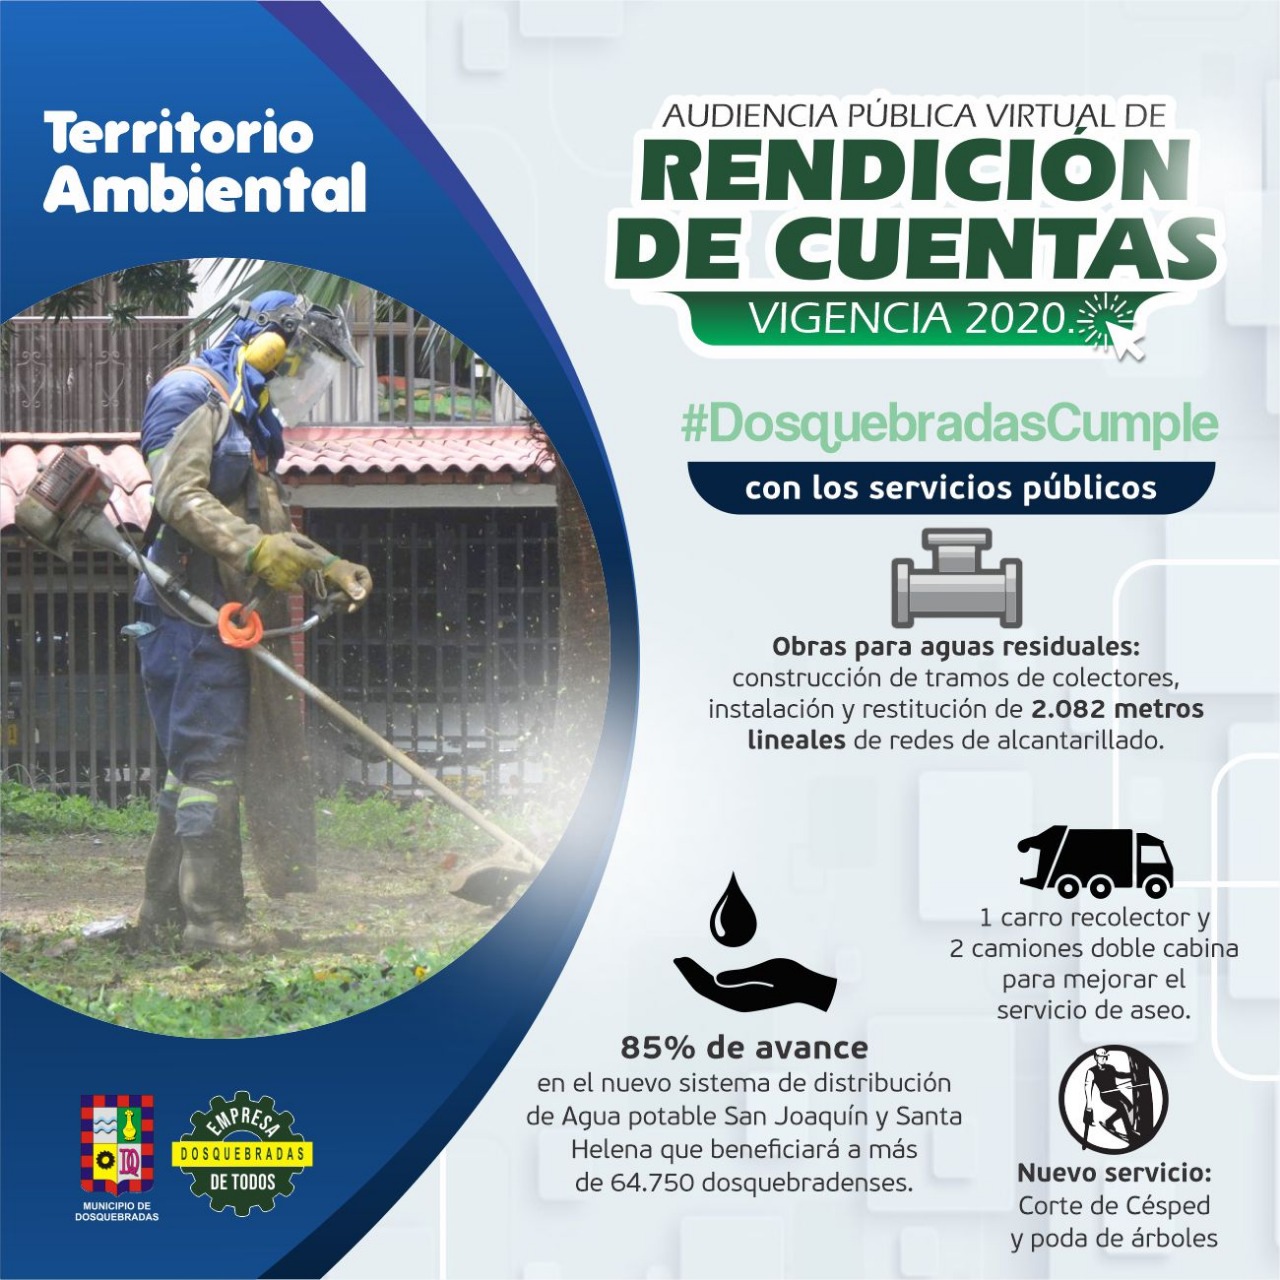 Territorio
Ambiental
AUDIENCIA PÚBLICA VIRTUAL DE
RENDICIÓN
DE CUENTAS
VIGENCIA 2020.
#DosquebradasCumple
con los servicios públicos
Obras para aguas residuales:
construcción de tramos de colectores,
instalación y restitución de 2.082 metros
lineales de redes de alcantarillado.
1 carro recolector y
2 camiones doble cabina
para mejorar el
servicio de aseo.
85% de avance
en el nuevo sistema de distribución
de Agua potable San Joaquín y Santa
Helena que beneficiará a más
de 64.750 dosquebradenses.
Nuevo servicio:
Corte de Césped
y poda de árboles
MUNICIPIO DE
DOSQUEBRADAS
EMPRESA
DOSQUEBRADAS
DE TODOS